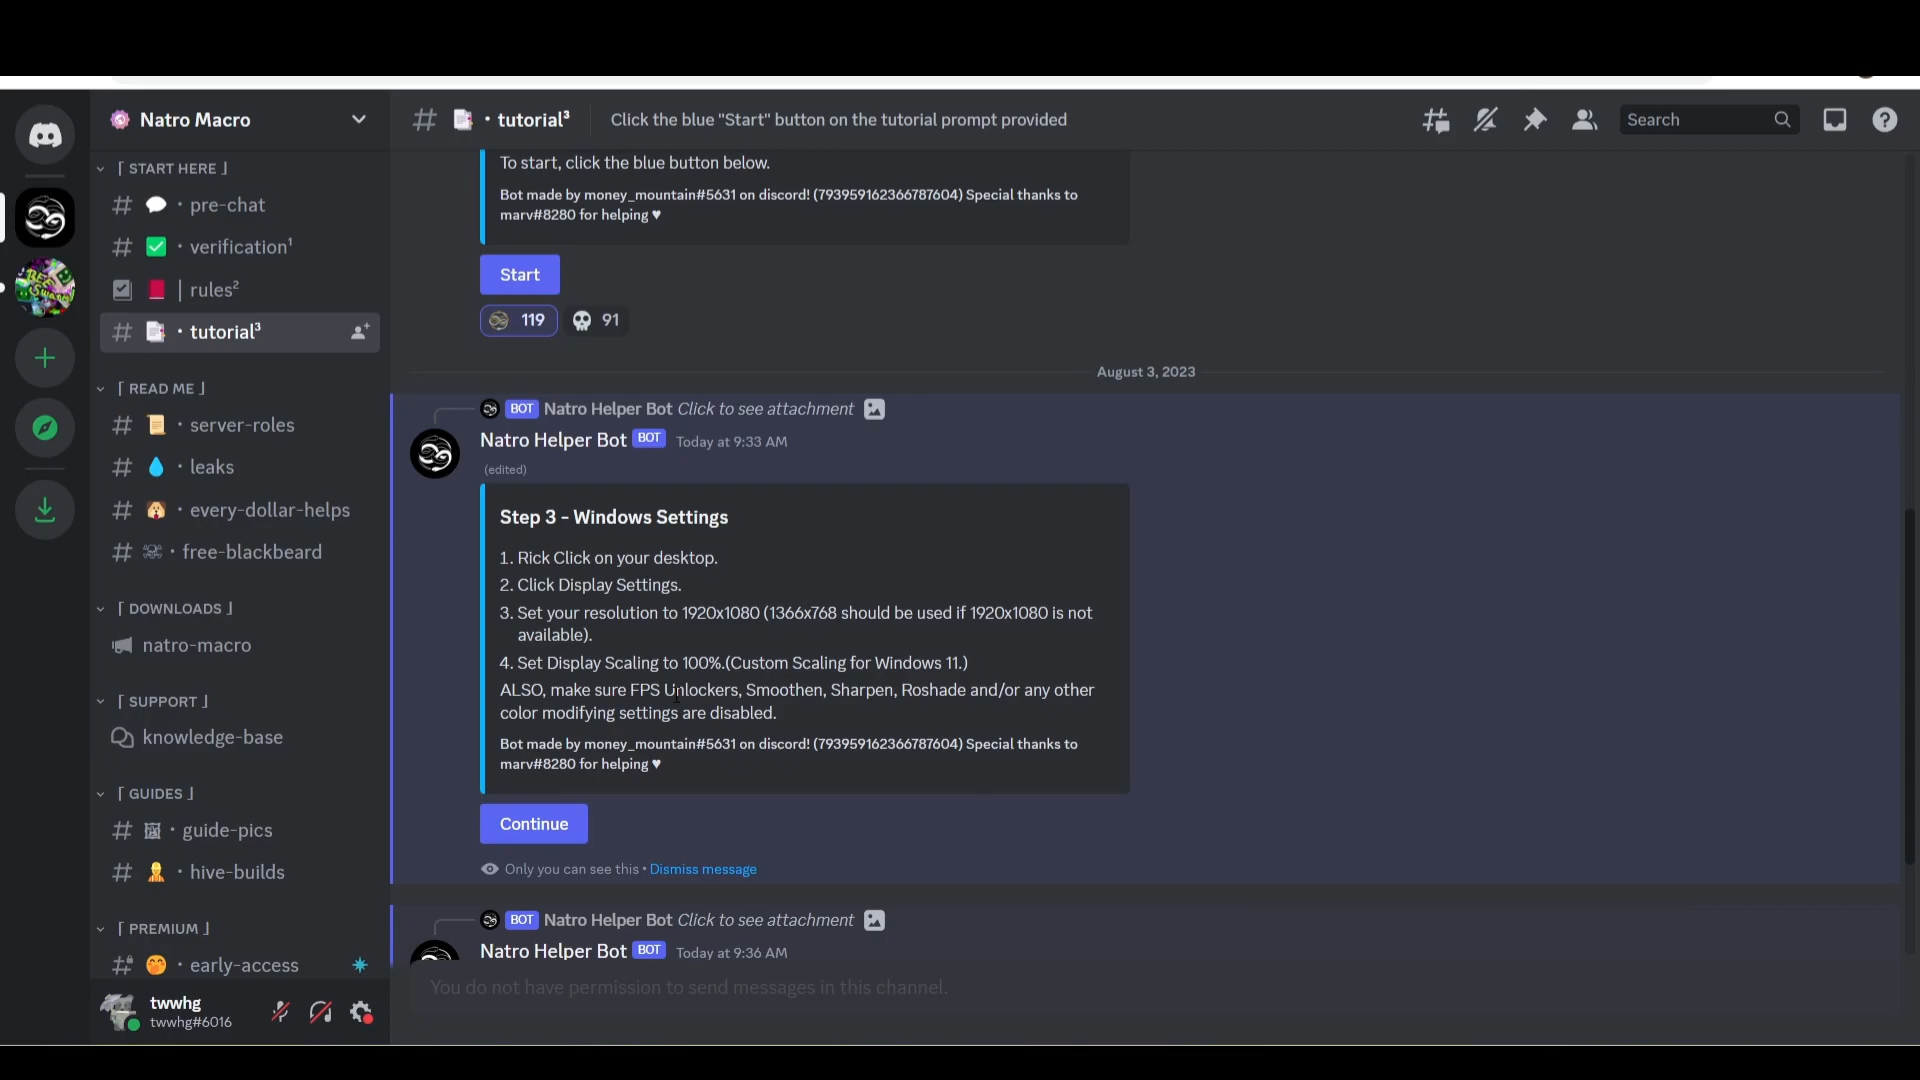 Natro Macro
「 START HERE 」
pre-chat
verification¹
| rules²
tutorial³
「 READ ME 」
server-roles
leaks
every-dollar-helps
free-blackbeard
「 DOWNLOADS 」
natro-macro
「 SUPPORT 」
knowledge-base
「 GUIDES 」
guide-pics
hive-builds
「 PREMIUM 」
early-access
twwhg
twwhg#6016
tutorial³
Click the blue "Start" button on the tutorial prompt provided
Search
To start, click the blue button below.
Bot made by money_mountain#5631 on discord! (793959162366787604) Special thanks to
marv#8280 for helping ♥
Start
119
91
August 3, 2023
BOT Natro Helper Bot Click to see attachment
Natro Helper Bot BOT Today at 9:33 AM
(edited)
Step 3 - Windows Settings
1. Rick Click on your desktop.
2. Click Display Settings.
3. Set your resolution to 1920x1080 (1366x768 should be used if 1920x1080 is not
available).
4. Set Display Scaling to 100%.(Custom Scaling for Windows 11.)
ALSO, make sure FPS Unlockers, Smoothen, Sharpen, Roshade and/or any other
color modifying settings are disabled.
Bot made by money_mountain#5631 on discord! (793959162366787604) Special thanks to
marv#8280 for helping ♥
Continue
Only you can see this • Dismiss message
BOT Natro Helper Bot Click to see attachment
Natro Helper Bot BOT Today at 9:36 AM
You do not have permission to send messages in this channel.